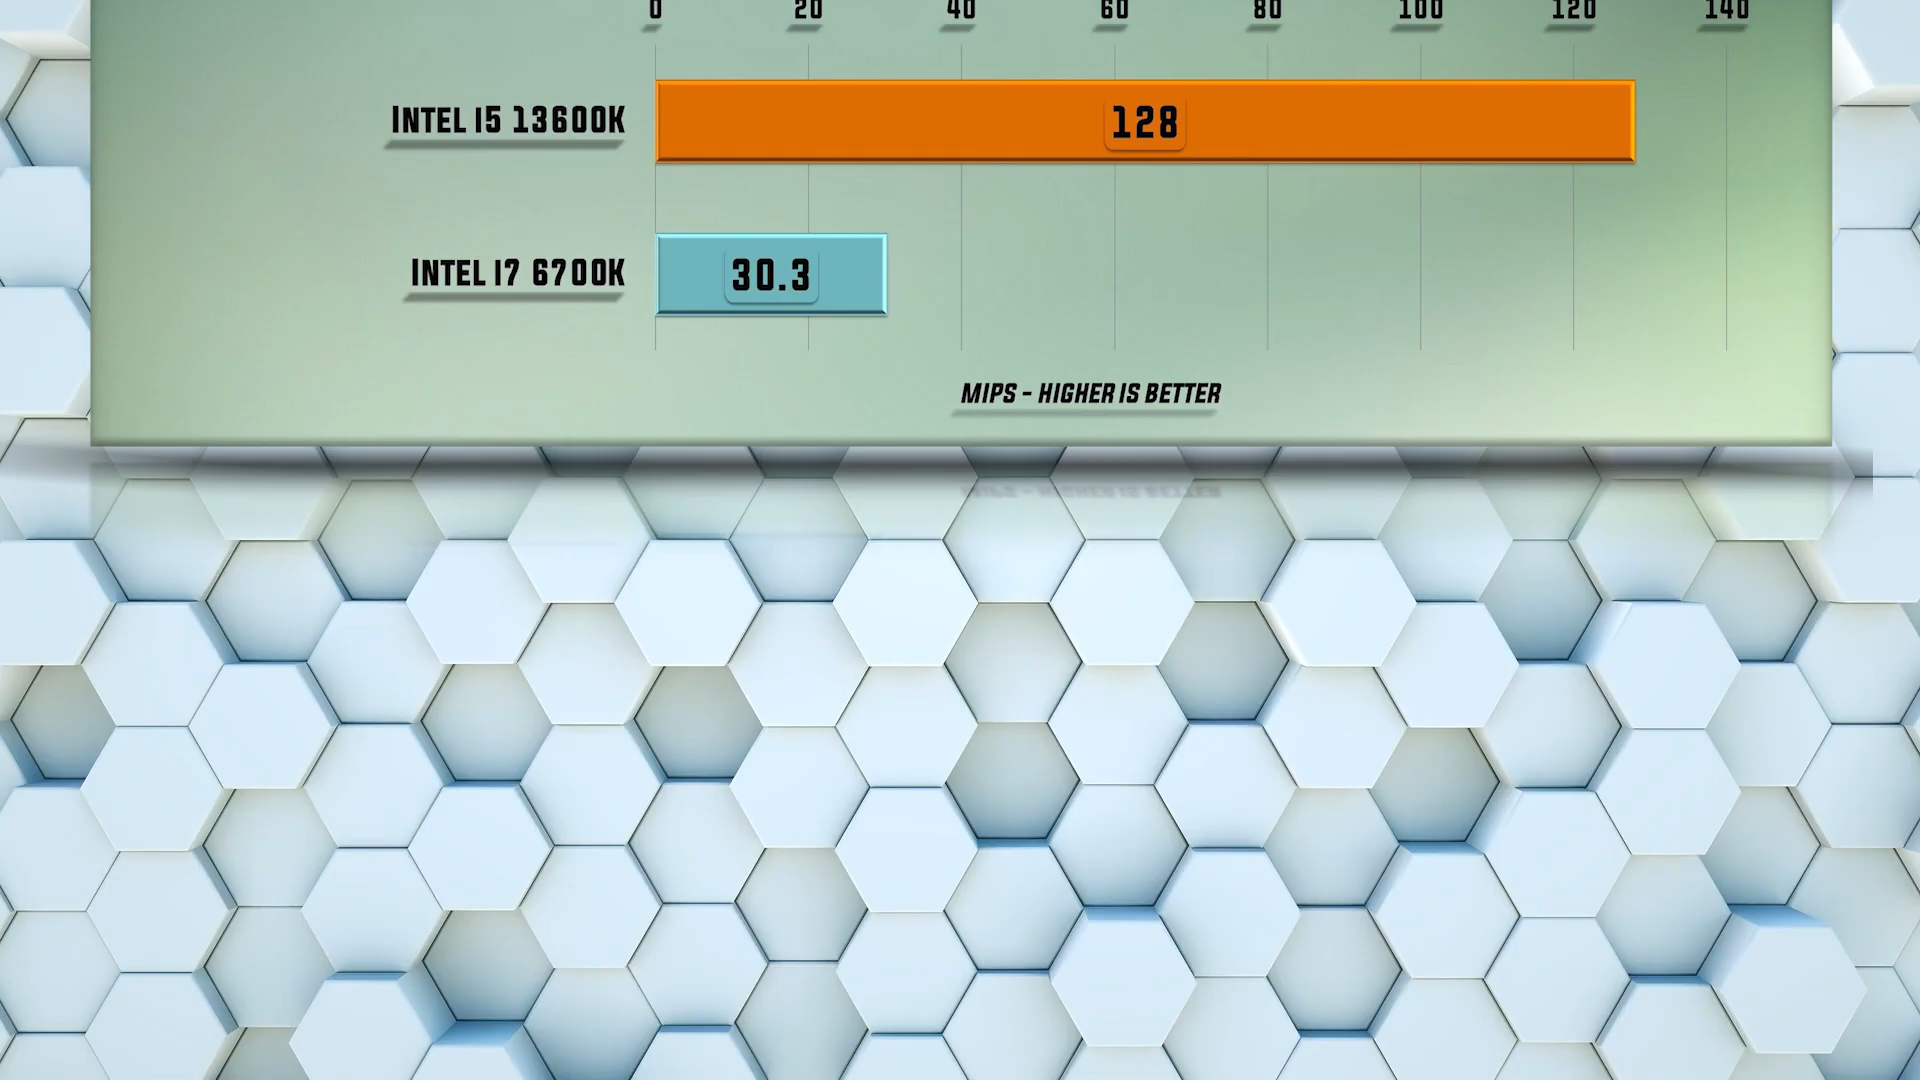 0 20 40 60 80 100 120 140
INTEL I5 13600K 128
INTEL I7 6700K 30.3
MIPS - HIGHER IS BETTER